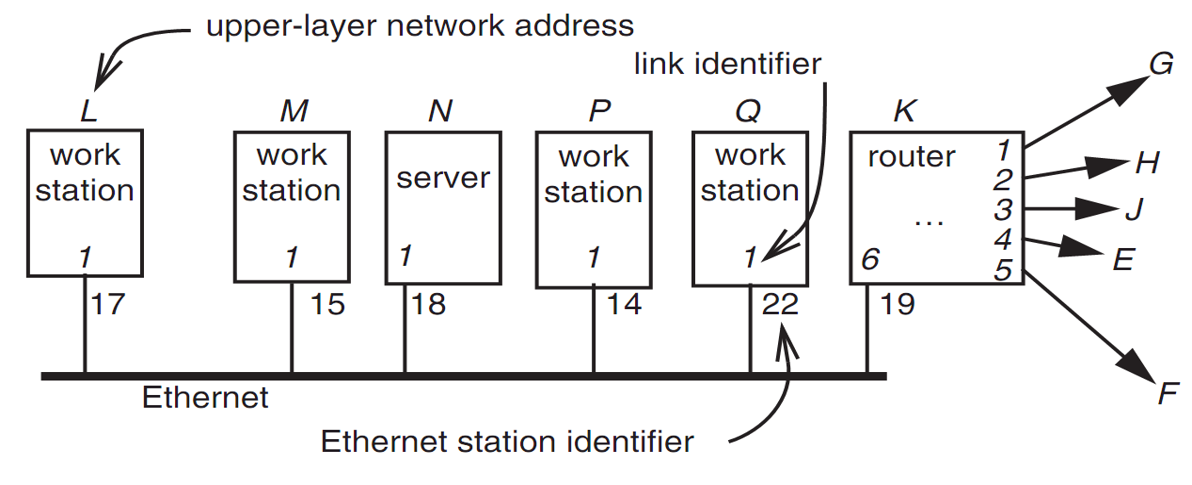 upper-layer network address
link identifier
G
L
M
N
P
Q
K
work
station
1
work
station
1
server
1
work
station
1
work
station
1
router
...
6
1
2
3
4
5
H
J
E
F
17
15
18
14
22
19
Ethernet
Ethernet station identifier